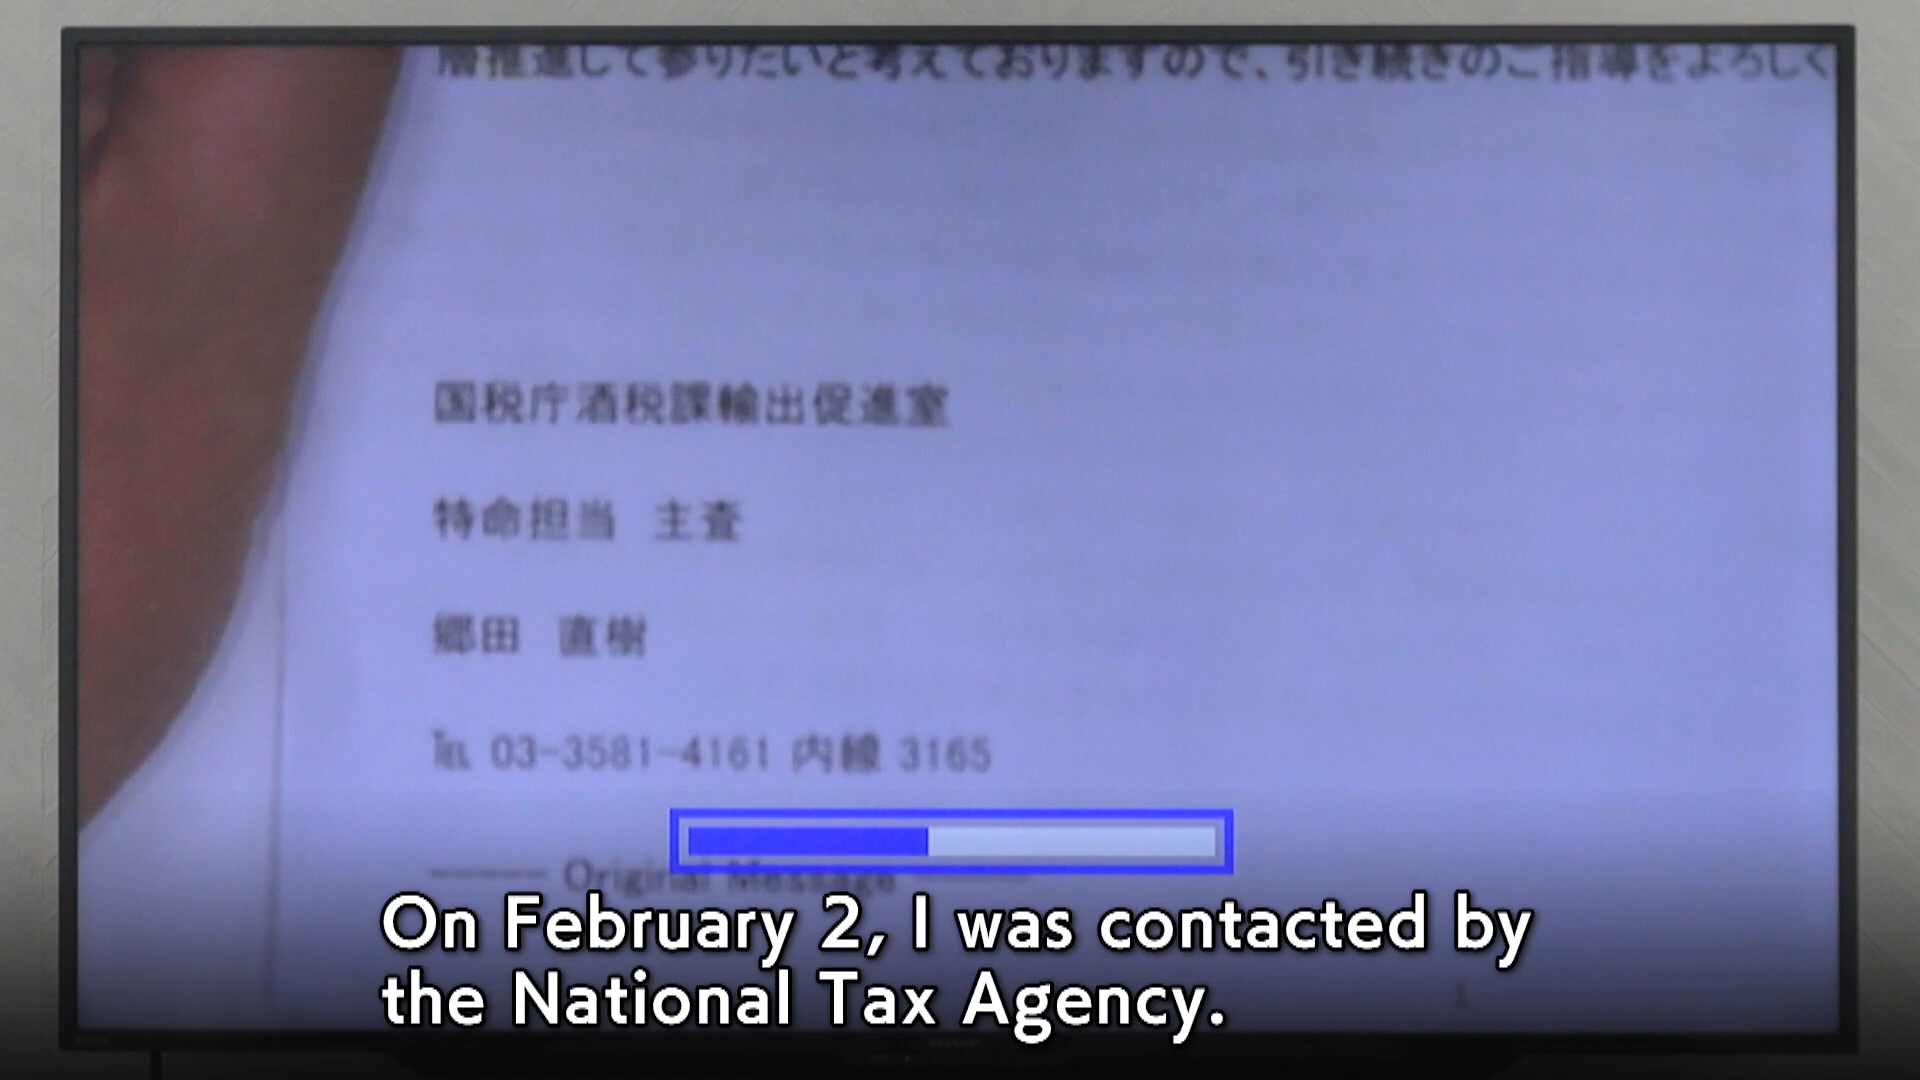 層推進して参りたいと考えておりますので、引き続きのご指導をよろしく
国税庁酒税課輸出促進室
特命担当 主査
郷田 直樹
℡ 03-3581-4161 内線 3165
----- Original Message -----
On February 2, I was contacted by
the National Tax Agency.